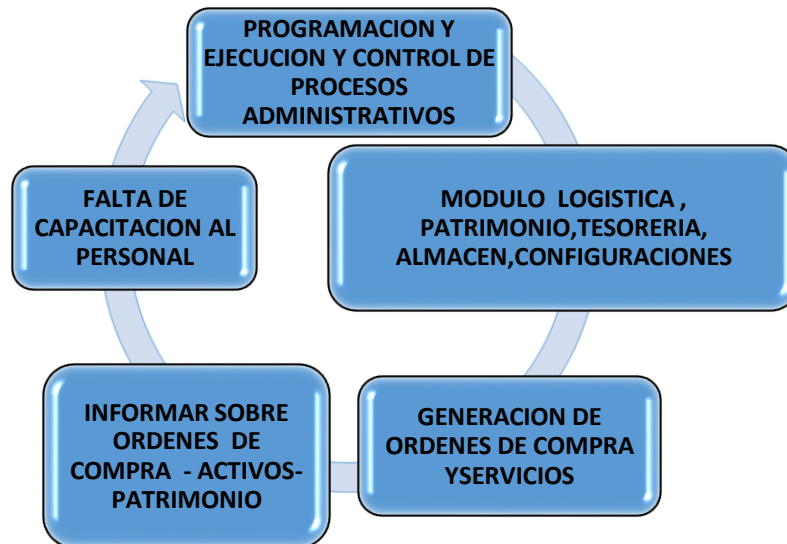 PROGRAMACION Y
EJECUCION Y CONTROL DE
PROCESOS
ADMINISTRATIVOS
MODULO LOGISTICA ,
PATRIMONIO,TESORERIA,
ALMACEN,CONFIGURACIONES
GENERACION DE
ORDENES DE COMPRA
YSERVICIOS
INFORMAR SOBRE
ORDENES DE
COMPRA - ACTIVOS-
PATRIMONIO
FALTA DE
CAPACITACION AL
PERSONAL